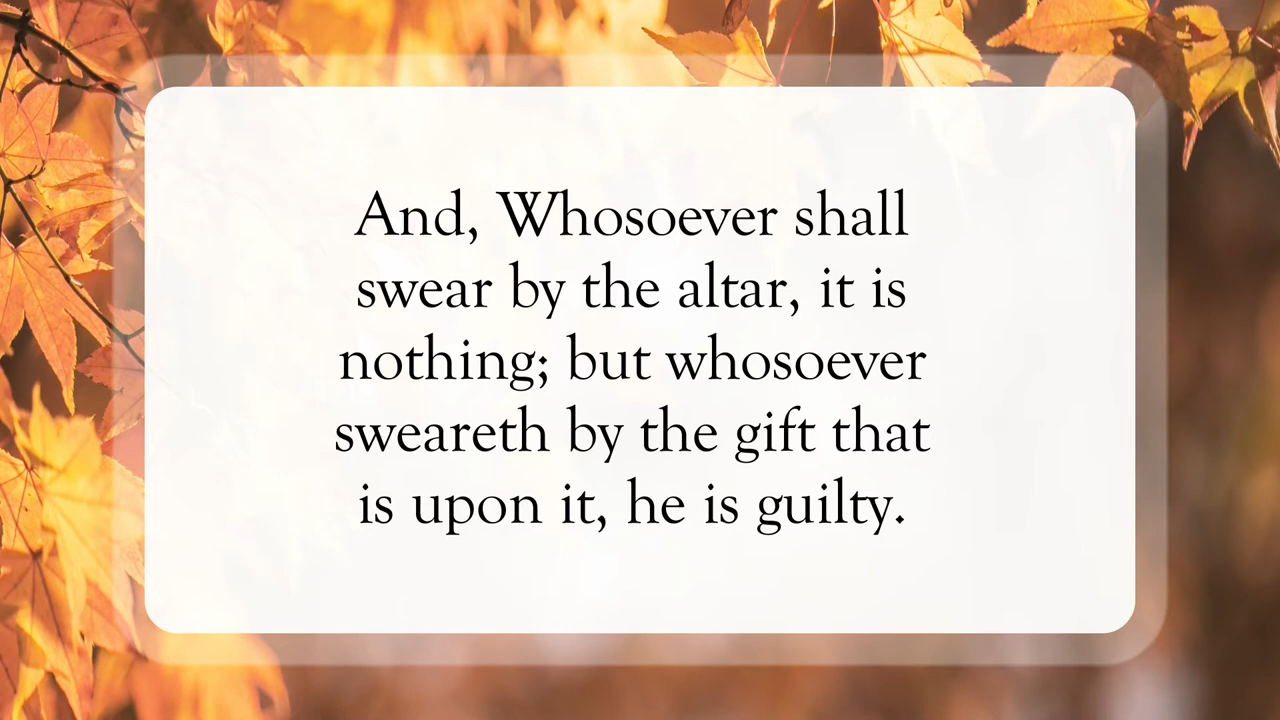 And, Whosoever shall
swear by the altar, it is
nothing; but whosoever
sweareth by the gift that
is upon it, he is guilty.